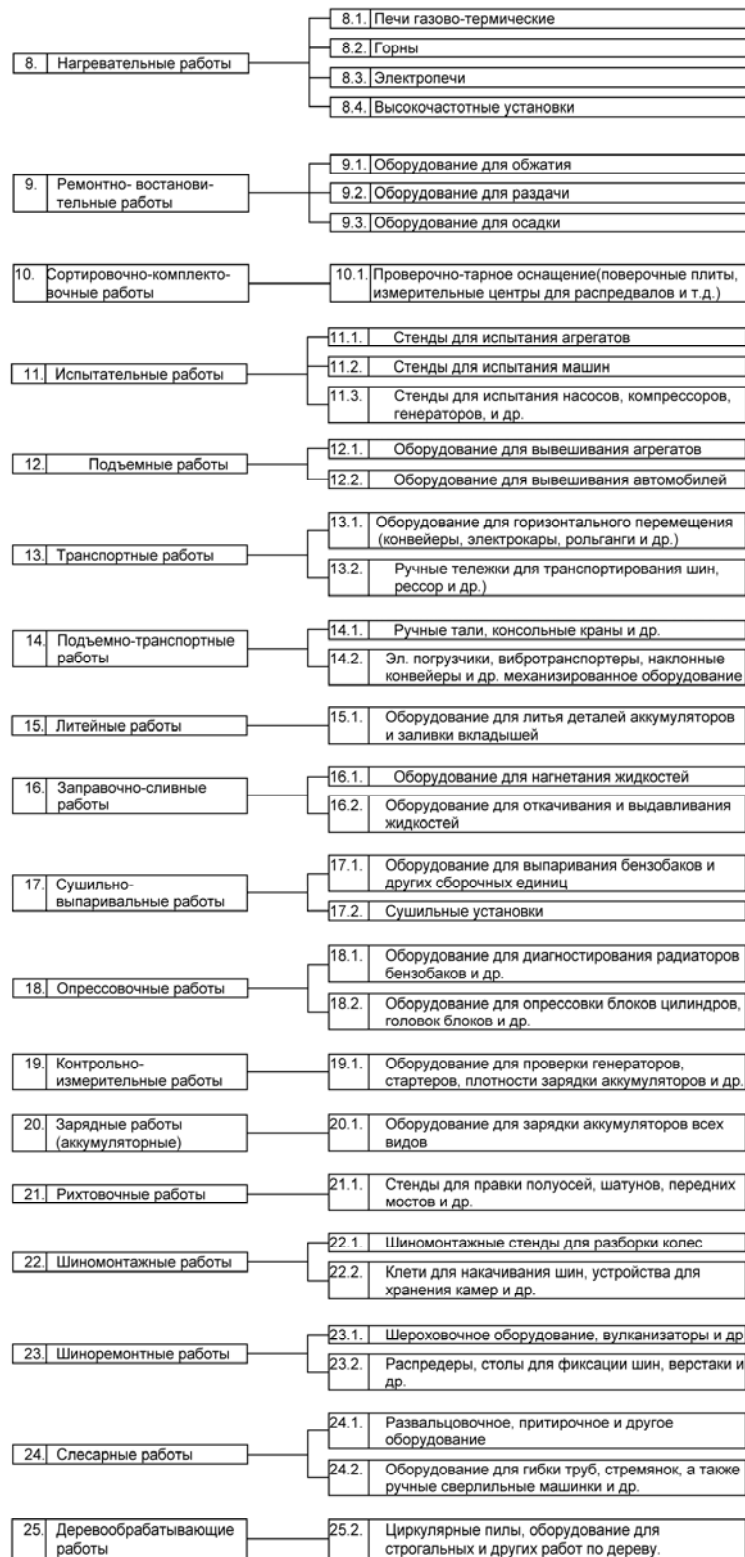 8. Нагревательные работы
8.1. Печи газово-термические
8.2. Горны
8.3. Электропечи
8.4. Высокочастотные установки
9. Ремонтно- востанови-
тельные работы
9.1. Оборудование для обжатия
9.2. Оборудование для раздачи
9.3. Оборудование для осадки
10. Сортировочно-комплекто-
вочные работы
10.1. Проверочно-тарное оснащение(поверочные плиты,
измерительные центры для распредвалов и т.д.)
11. Испытательные работы
11.1. Стенды для испытания агрегатов
11.2. Стенды для испытания машин
11.3. Стенды для испытания насосов, компрессоров,
генераторов, и др.
12. Подъемные работы
12.1. Оборудование для вывешивания агрегатов
12.2. Оборудование для вывешивания автомобилей
13. Транспортные работы
13.1. Оборудование для горизонтального перемещения
(конвейеры, электрокары, рольганги и др.)
13.2. Ручные тележки для транспортирования шин,
рессор и др.)
14. Подъемно-транспортные
работы
14.1. Ручные тали, консольные краны и др.
14.2. Эл. погрузчики, вибротранспортеры, наклонные
конвейеры и др. механизированное оборудование
15. Литейные работы
15.1. Оборудование для литья деталей аккумуляторов
и заливки вкладышей
16. Заправочно-сливные
работы
16.1. Оборудование для нагнетания жидкостей
16.2. Оборудование для откачивания и выдавливания
жидкостей
17. Сушильно-
выпаривальные работы
17.1. Оборудование для выпаривания бензобаков и
других сборочных единиц
17.2. Сушильные установки
18. Опрессовочные работы
18.1. Оборудование для диагностирования радиаторов
бензобаков и др.
18.2. Оборудование для опрессовки блоков цилиндров,
головок блоков и др.
19. Контрольно-
измерительные работы
19.1. Оборудование для проверки генераторов,
стартеров, плотности зарядки аккумуляторов и др.
20. Зарядные работы
(аккумуляторные)
20.1. Оборудование для зарядки аккумуляторов всех
видов
21. Рихтовочные работы
21.1. Стенды для правки полуосей, шатунов, передних
мостов и др.
22. Шиномонтажные работы
22.1. Шиномонтажные стенды для разборки колес
22.2. Клети для накачивания шин, устройства для
хранения камер и др.
23. Шиноремонтные работы
23.1. Шероховочное оборудование, вулканизаторы и др
23.2. Распредеры, столы для фиксации шин, верстаки и
др.
24. Слесарные работы
24.1. Развальцовочное, притирочное и другое
оборудование
24.2. Оборудование для гибки труб, стремянок, а также
ручные сверлильные машинки и др.
25. Деревообрабатывающие
работы
25.2. Циркулярные пилы, оборудование для
строгальных и других работ по дереву.